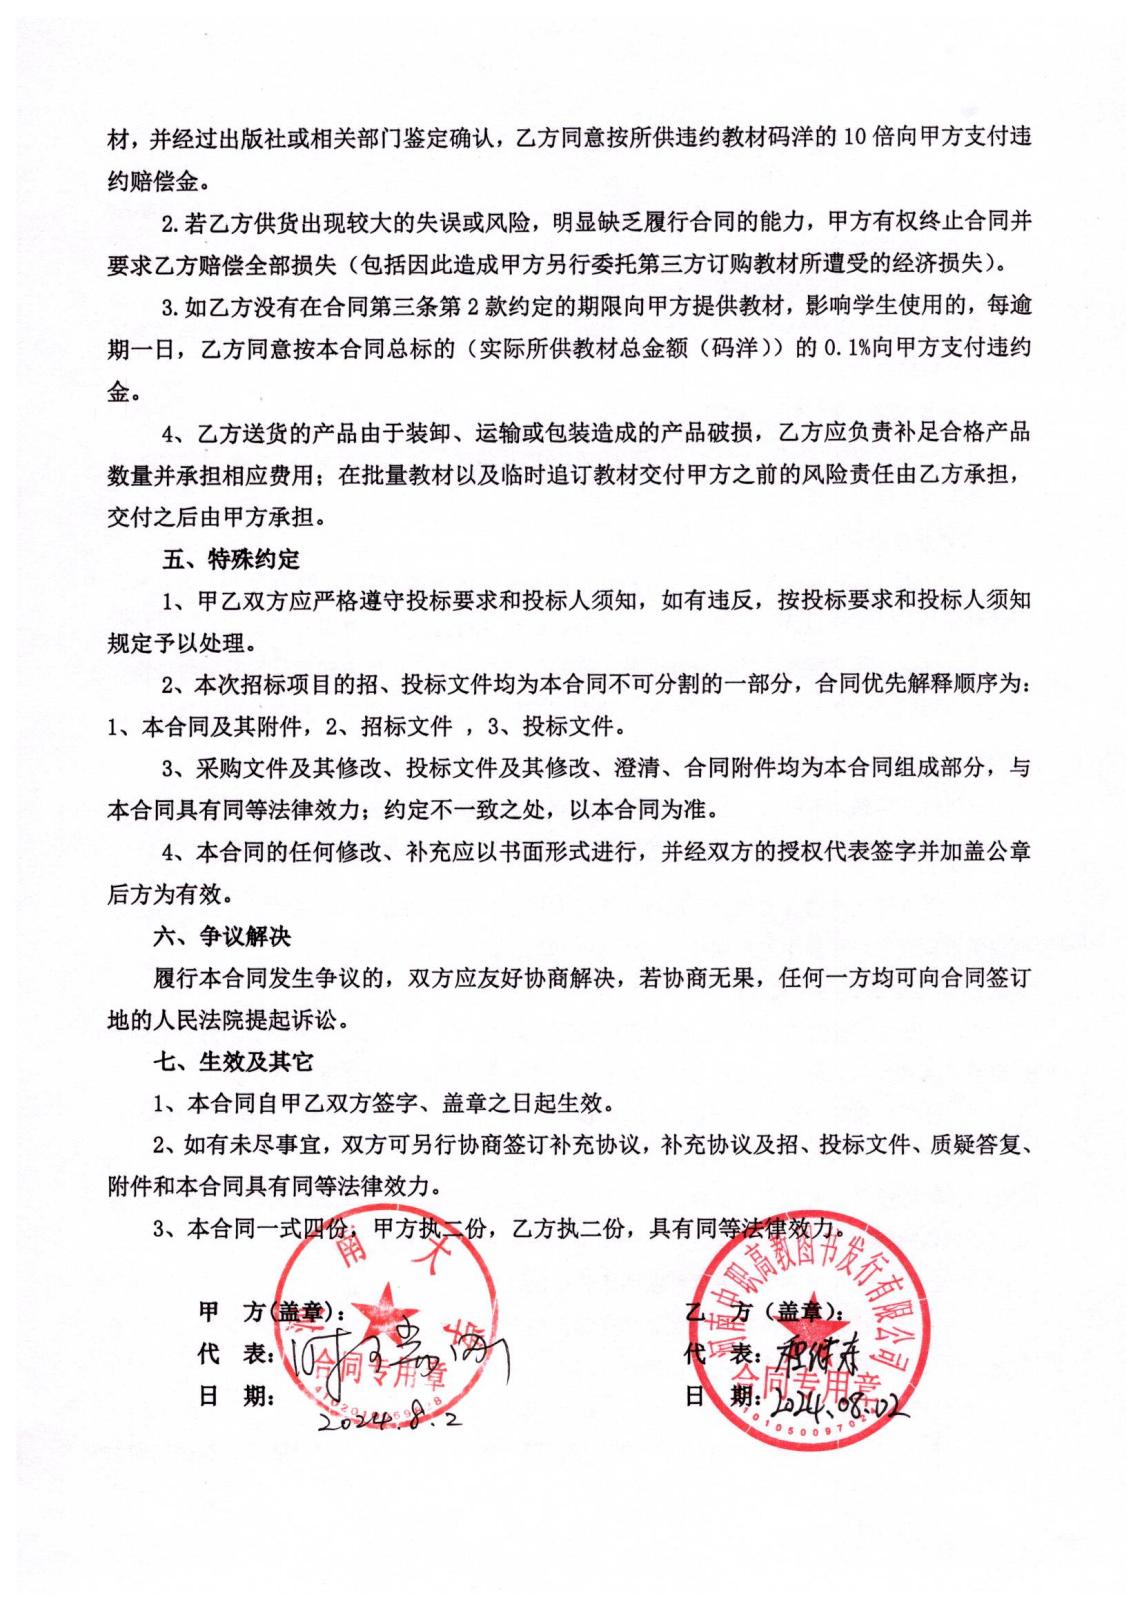 材，并经过出版社或相关部门鉴定确认，乙方同意按所供违约教材码洋的 10 倍向甲方支付违
约赔偿金。
2.若乙方供货出现较大的失误或风险，明显缺乏履行合同的能力，甲方有权终止合同并
要求乙方赔偿全部损失（包括因此造成甲方另行委托第三方订购教材所遭受的经济损失）。
3.如乙方没有在合同第三条第 2 款约定的期限向甲方提供教材，影响学生使用的，每逾
期一日，乙方同意按本合同总标的（实际所供教材总金额（码洋））的 0.1%向甲方支付违约
金。
4、乙方送货的产品由于装卸、运输或包装造成的产品破损，乙方应负责补足合格产品
数量并承担相应费用；在批量教材以及临时追订教材交付甲方之前的风险责任由乙方承担，
交付之后由甲方承担。
五、特殊约定
1、甲乙双方应严格遵守投标要求和投标人须知，如有违反，按投标要求和投标人须知
规定予以处理。
2、本次招标项目的招、投标文件均为本合同不可分割的一部分，合同优先解释顺序为：
1、本合同及其附件，2、招标文件 ，3、投标文件。
3、采购文件及其修改、投标文件及其修改、澄清、合同附件均为本合同组成部分，与
本合同具有同等法律效力；约定不一致之处，以本合同为准。
4、本合同的任何修改、补充应以书面形式进行，并经双方的授权代表签字并加盖公章
后方为有效。
六、争议解决
履行本合同发生争议的，双方应友好协商解决，若协商无果，任何一方均可向合同签订
地的人民法院提起诉讼。
七、生效及其它
1、本合同自甲乙双方签字、盖章之日起生效。
2、如有未尽事宜，双方可另行协商签订补充协议，补充协议及招、投标文件、质疑答复、
附件和本合同具有同等法律效力。
3、本合同一式四份，甲方执二份，乙方执二份，具有同等法律效力。
河南大学
合同专用章
河南中职高教图书发行有限公司
合同专用章
甲 方(盖章)：
乙 方（盖章）：
代 表：
代 表：
日 期：2024.8.2
日 期：2024.08.02